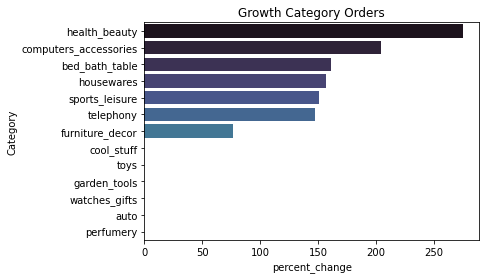 Growth Category Orders
health_beauty
computers_accessories
bed_bath_table
housewares
sports_leisure
telephony
furniture_decor
cool_stuff
toys
garden_tools
watches_gifts
auto
perfumery
Category
0 50 100 150 200 250
percent_change